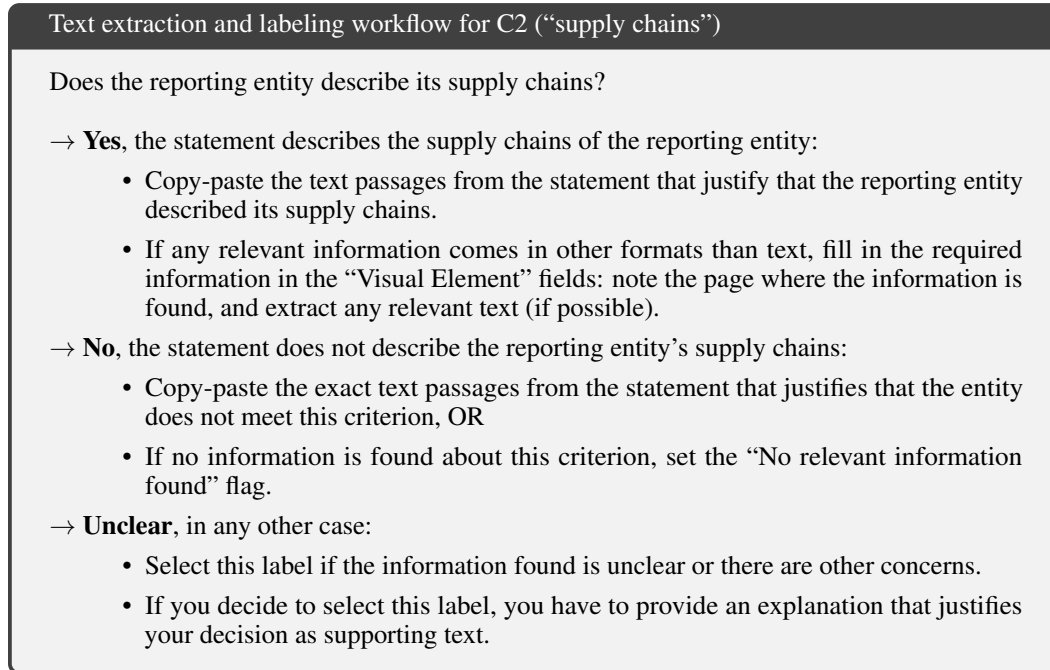 Text extraction and labeling workflow for C2 (“supply chains”)
Does the reporting entity describe its supply chains?
→ Yes, the statement describes the supply chains of the reporting entity:
• Copy-paste the text passages from the statement that justify that the reporting entity
described its supply chains.
• If any relevant information comes in other formats than text, fill in the required
information in the “Visual Element” fields: note the page where the information is
found, and extract any relevant text (if possible).
→ No, the statement does not describe the reporting entity’s supply chains:
• Copy-paste the exact text passages from the statement that justifies that the entity
does not meet this criterion, OR
• If no information is found about this criterion, set the “No relevant information
found” flag.
→ Unclear, in any other case:
• Select this label if the information found is unclear or there are other concerns.
• If you decide to select this label, you have to provide an explanation that justifies
your decision as supporting text.